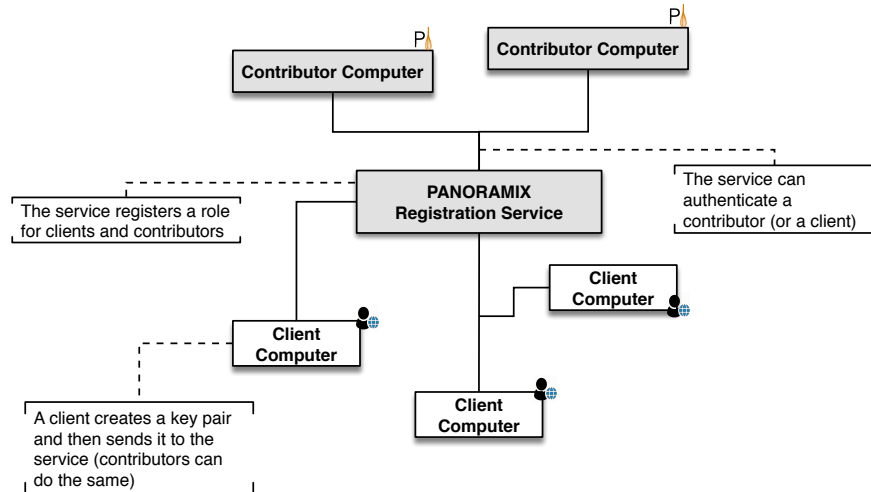 P
Contributor Computer
P
Contributor Computer
PANORAMIX
Registration Service
The service can
authenticate a
contributor (or a client)
The service registers a role
for clients and contributors
Client
Computer
Client
Computer
Client
Computer
A client creates a key pair
and then sends it to the
service (contributors can
do the same)